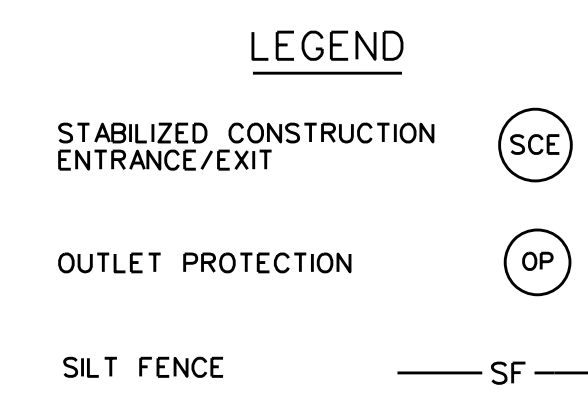 LEGEND
STABILIZED CONSTRUCTION
ENTRANCE/EXIT
SCE
OUTLET PROTECTION
OP
SILT FENCE
SF